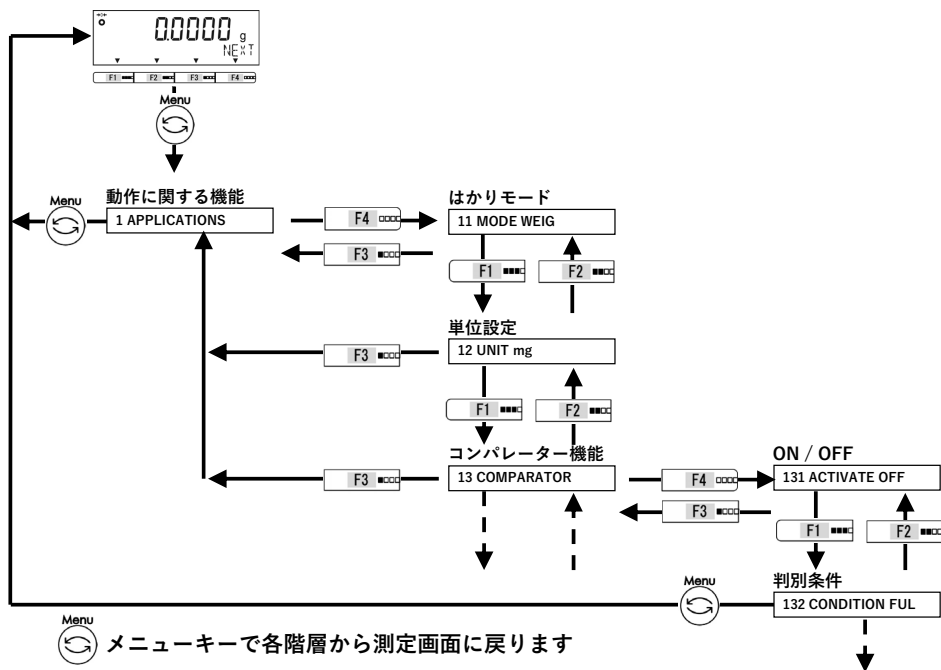 →0←
0.0000 g
NEXT
F1 F2 F3 F4
Menu
動作に関する機能
Menu
1 APPLICATIONS
F4
F3
はかりモード
11 MODE WEIG
F1
F2
単位設定
F3
12 UNIT mg
F1
F2
コンパレーター機能
F3
13 COMPARATOR
F4
F3
ON / OFF
131 ACTIVATE OFF
F1
F2
Menu
判別条件
132 CONDITION FUL
Menu
メニューキーで各階層から測定画面に戻ります